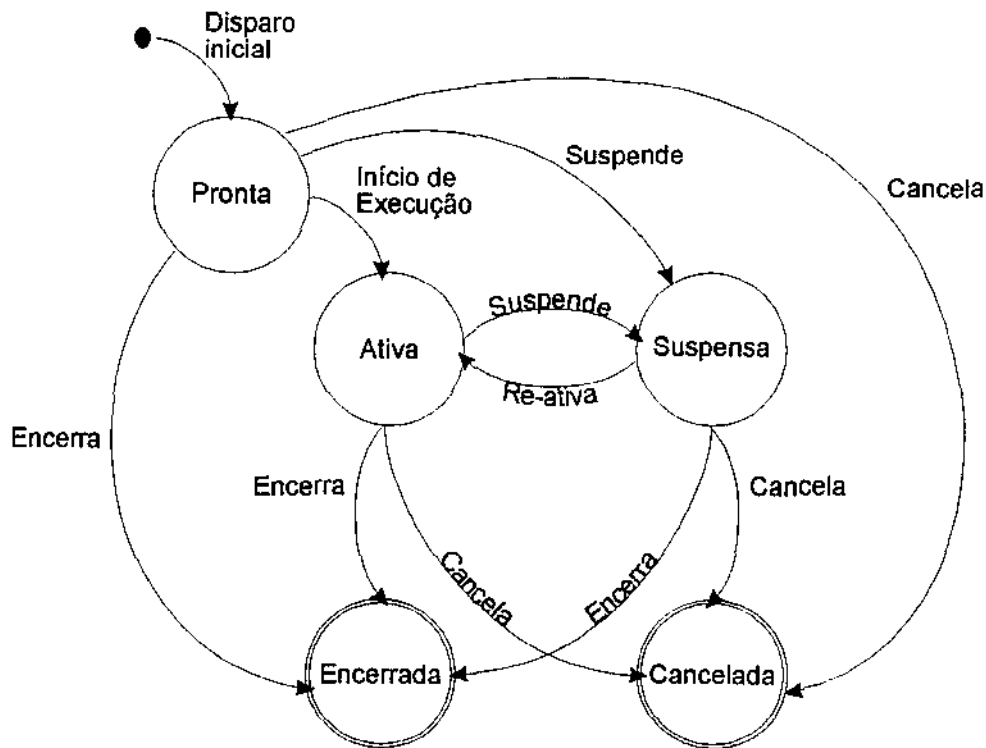 Disparo
inicial
Suspende
Pronta
Início de
Execução
Cancela
Suspende
Ativa
Suspensa
Re-ativa
Encerra
Encerra
Cancela
Cancela
Encerra
Encerrada
Cancelada